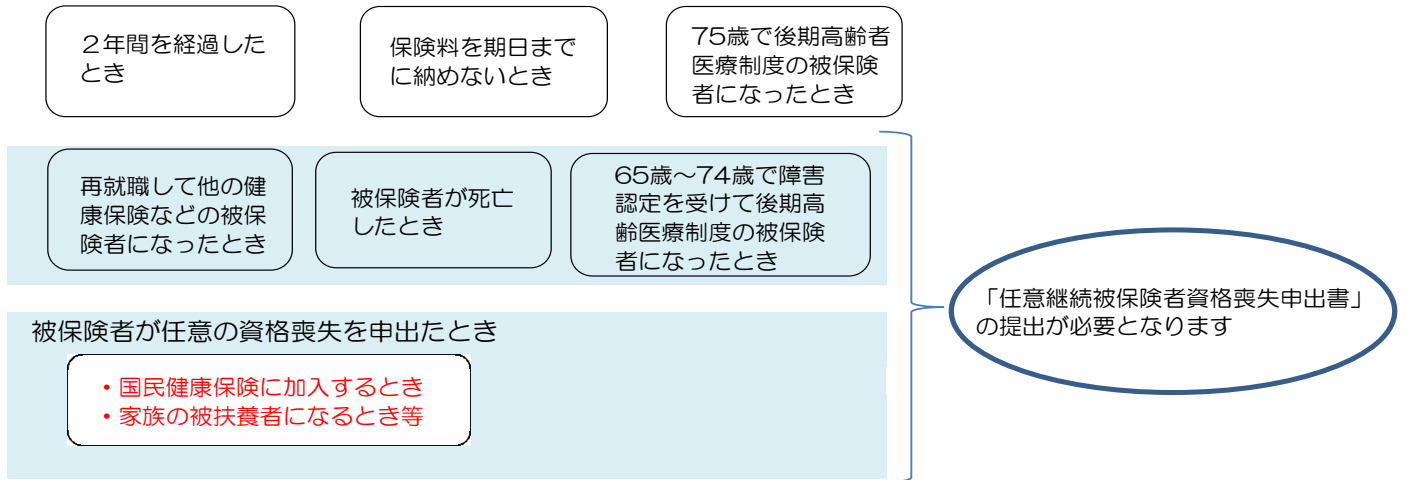 ２年間を経過した
とき
保険料を期日まで
に納めないとき
75歳で後期高齢者
医療制度の被保険
者になったとき
再就職して他の健
康保険などの被保
険者になったとき
被保険者が死亡
したとき
65歳～74歳で障害
認定を受けて後期高
齢医療制度の被保険
者になったとき
被保険者が任意の資格喪失を申出たとき
・国民健康保険に加入するとき
・家族の被扶養者になるとき等
「任意継続被保険者資格喪失申出書」
の提出が必要となります